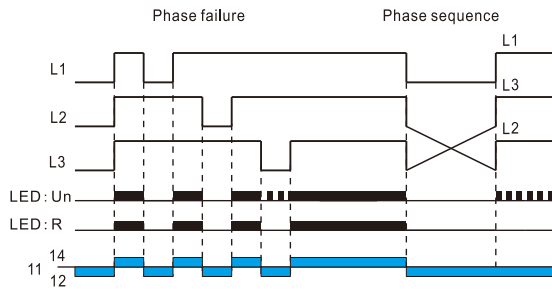 Phase failure
Phase sequence
L1
L1
L2
L3
L3
L2
LED: Un
LED: R
14
11
12